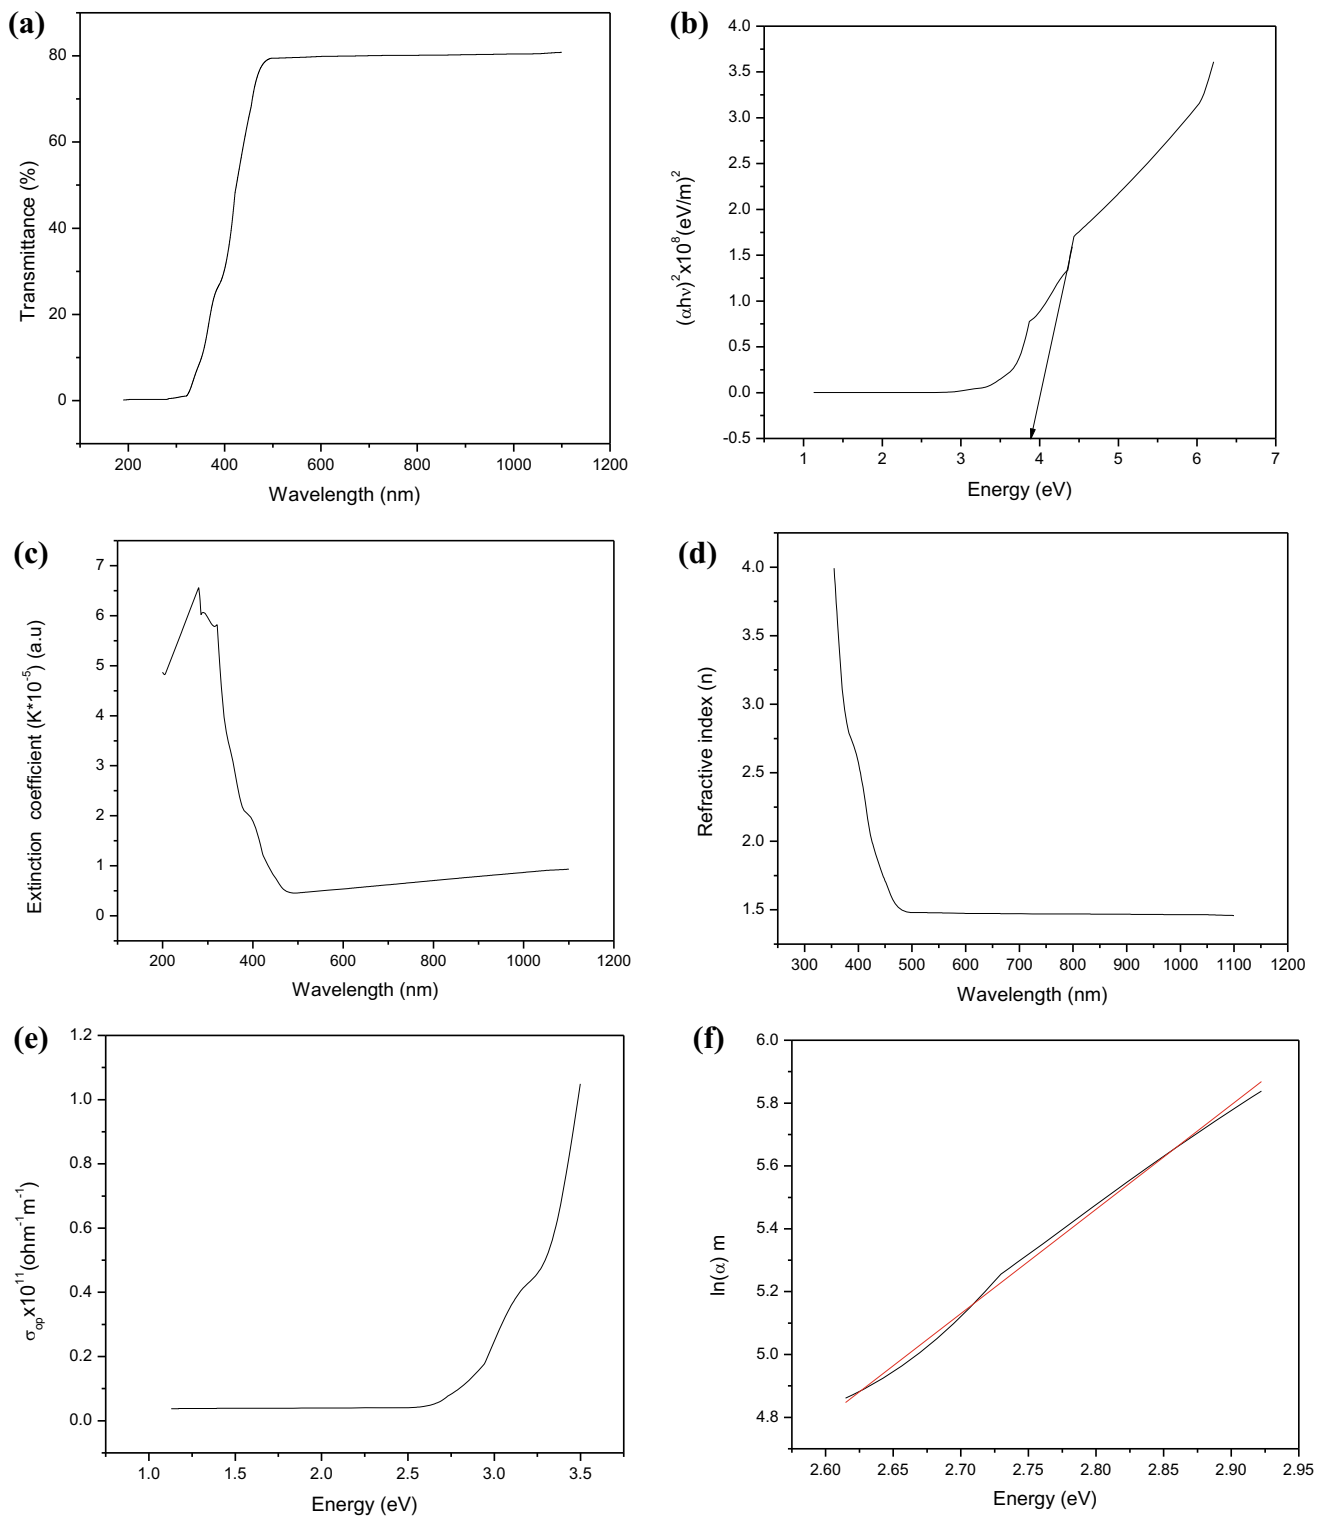 (a)
80
60
40
20
0
Transmittance (%)
200 400 600 800 1000 1200
Wavelength (nm)
(b)
4.0
3.5
3.0
2.5
2.0
1.5
1.0
0.5
0.0
-0.5
(αhν)²x10⁸(eV/m)²
1 2 3 4 5 6 7
Energy (eV)
(c)
7
6
5
4
3
2
1
0
Extinction coefficient (K*10⁻⁵) (a.u)
200 400 600 800 1000 1200
Wavelength (nm)
(d)
4.0
3.5
3.0
2.5
2.0
1.5
Refractive index (n)
300 400 500 600 700 800 900 1000 1100 1200
Wavelength (nm)
(e)
1.2
1.0
0.8
0.6
0.4
0.2
0.0
σop x10¹¹(ohm⁻¹m⁻¹)
1.0 1.5 2.0 2.5 3.0 3.5
Energy (eV)
(f)
6.0
5.8
5.6
5.4
5.2
5.0
4.8
ln(α) m
2.60 2.65 2.70 2.75 2.80 2.85 2.90 2.95
Energy (eV)